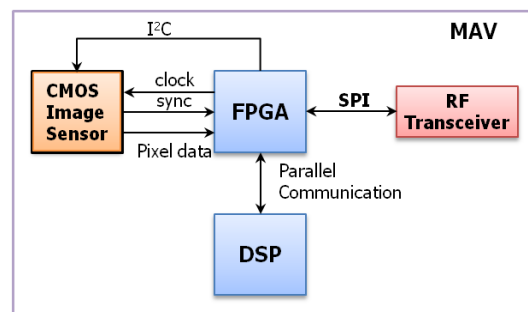 I²C
MAV
clock
CMOS
Image
Sensor
sync
Pixel data
FPGA
SPI
RF
Transceiver
Parallel
Communication
DSP